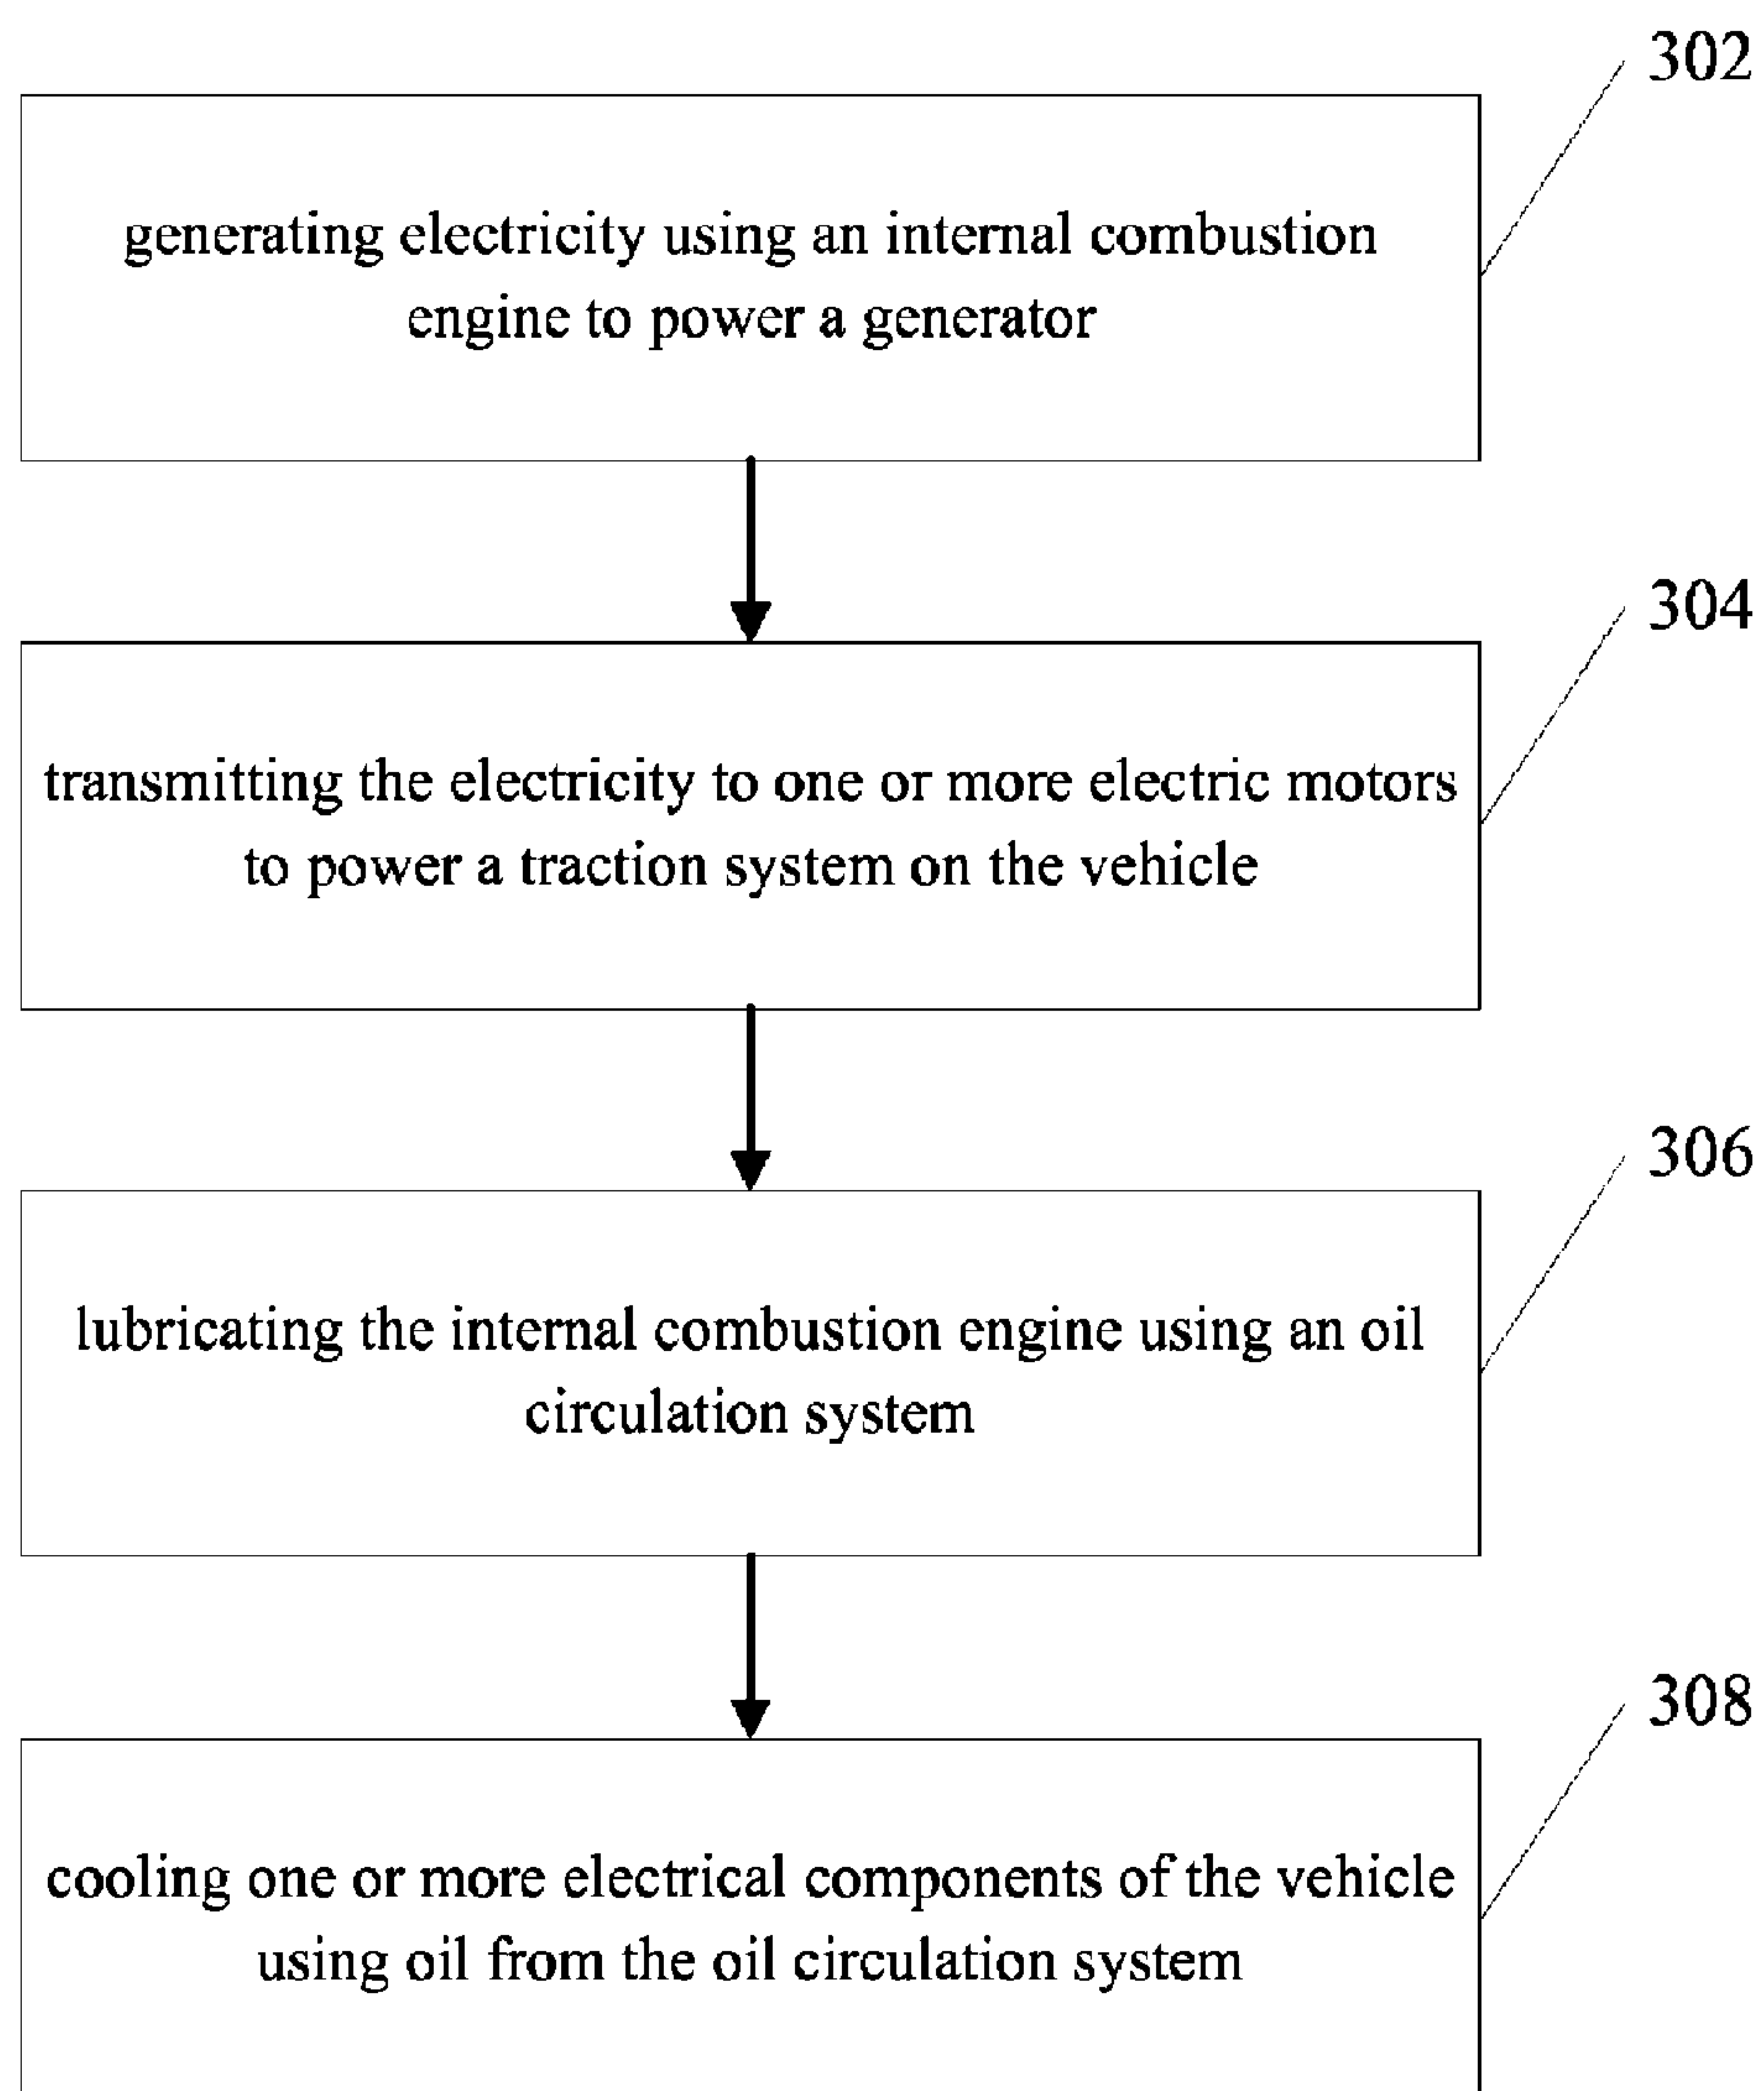 302
generating electricity using an internal combustion
engine to power a generator
304
transmitting the electricity to one or more electric motors
to power a traction system on the vehicle
306
lubricating the internal combustion engine using an oil
circulation system
308
cooling one or more electrical components of the vehicle
using oil from the oil circulation system